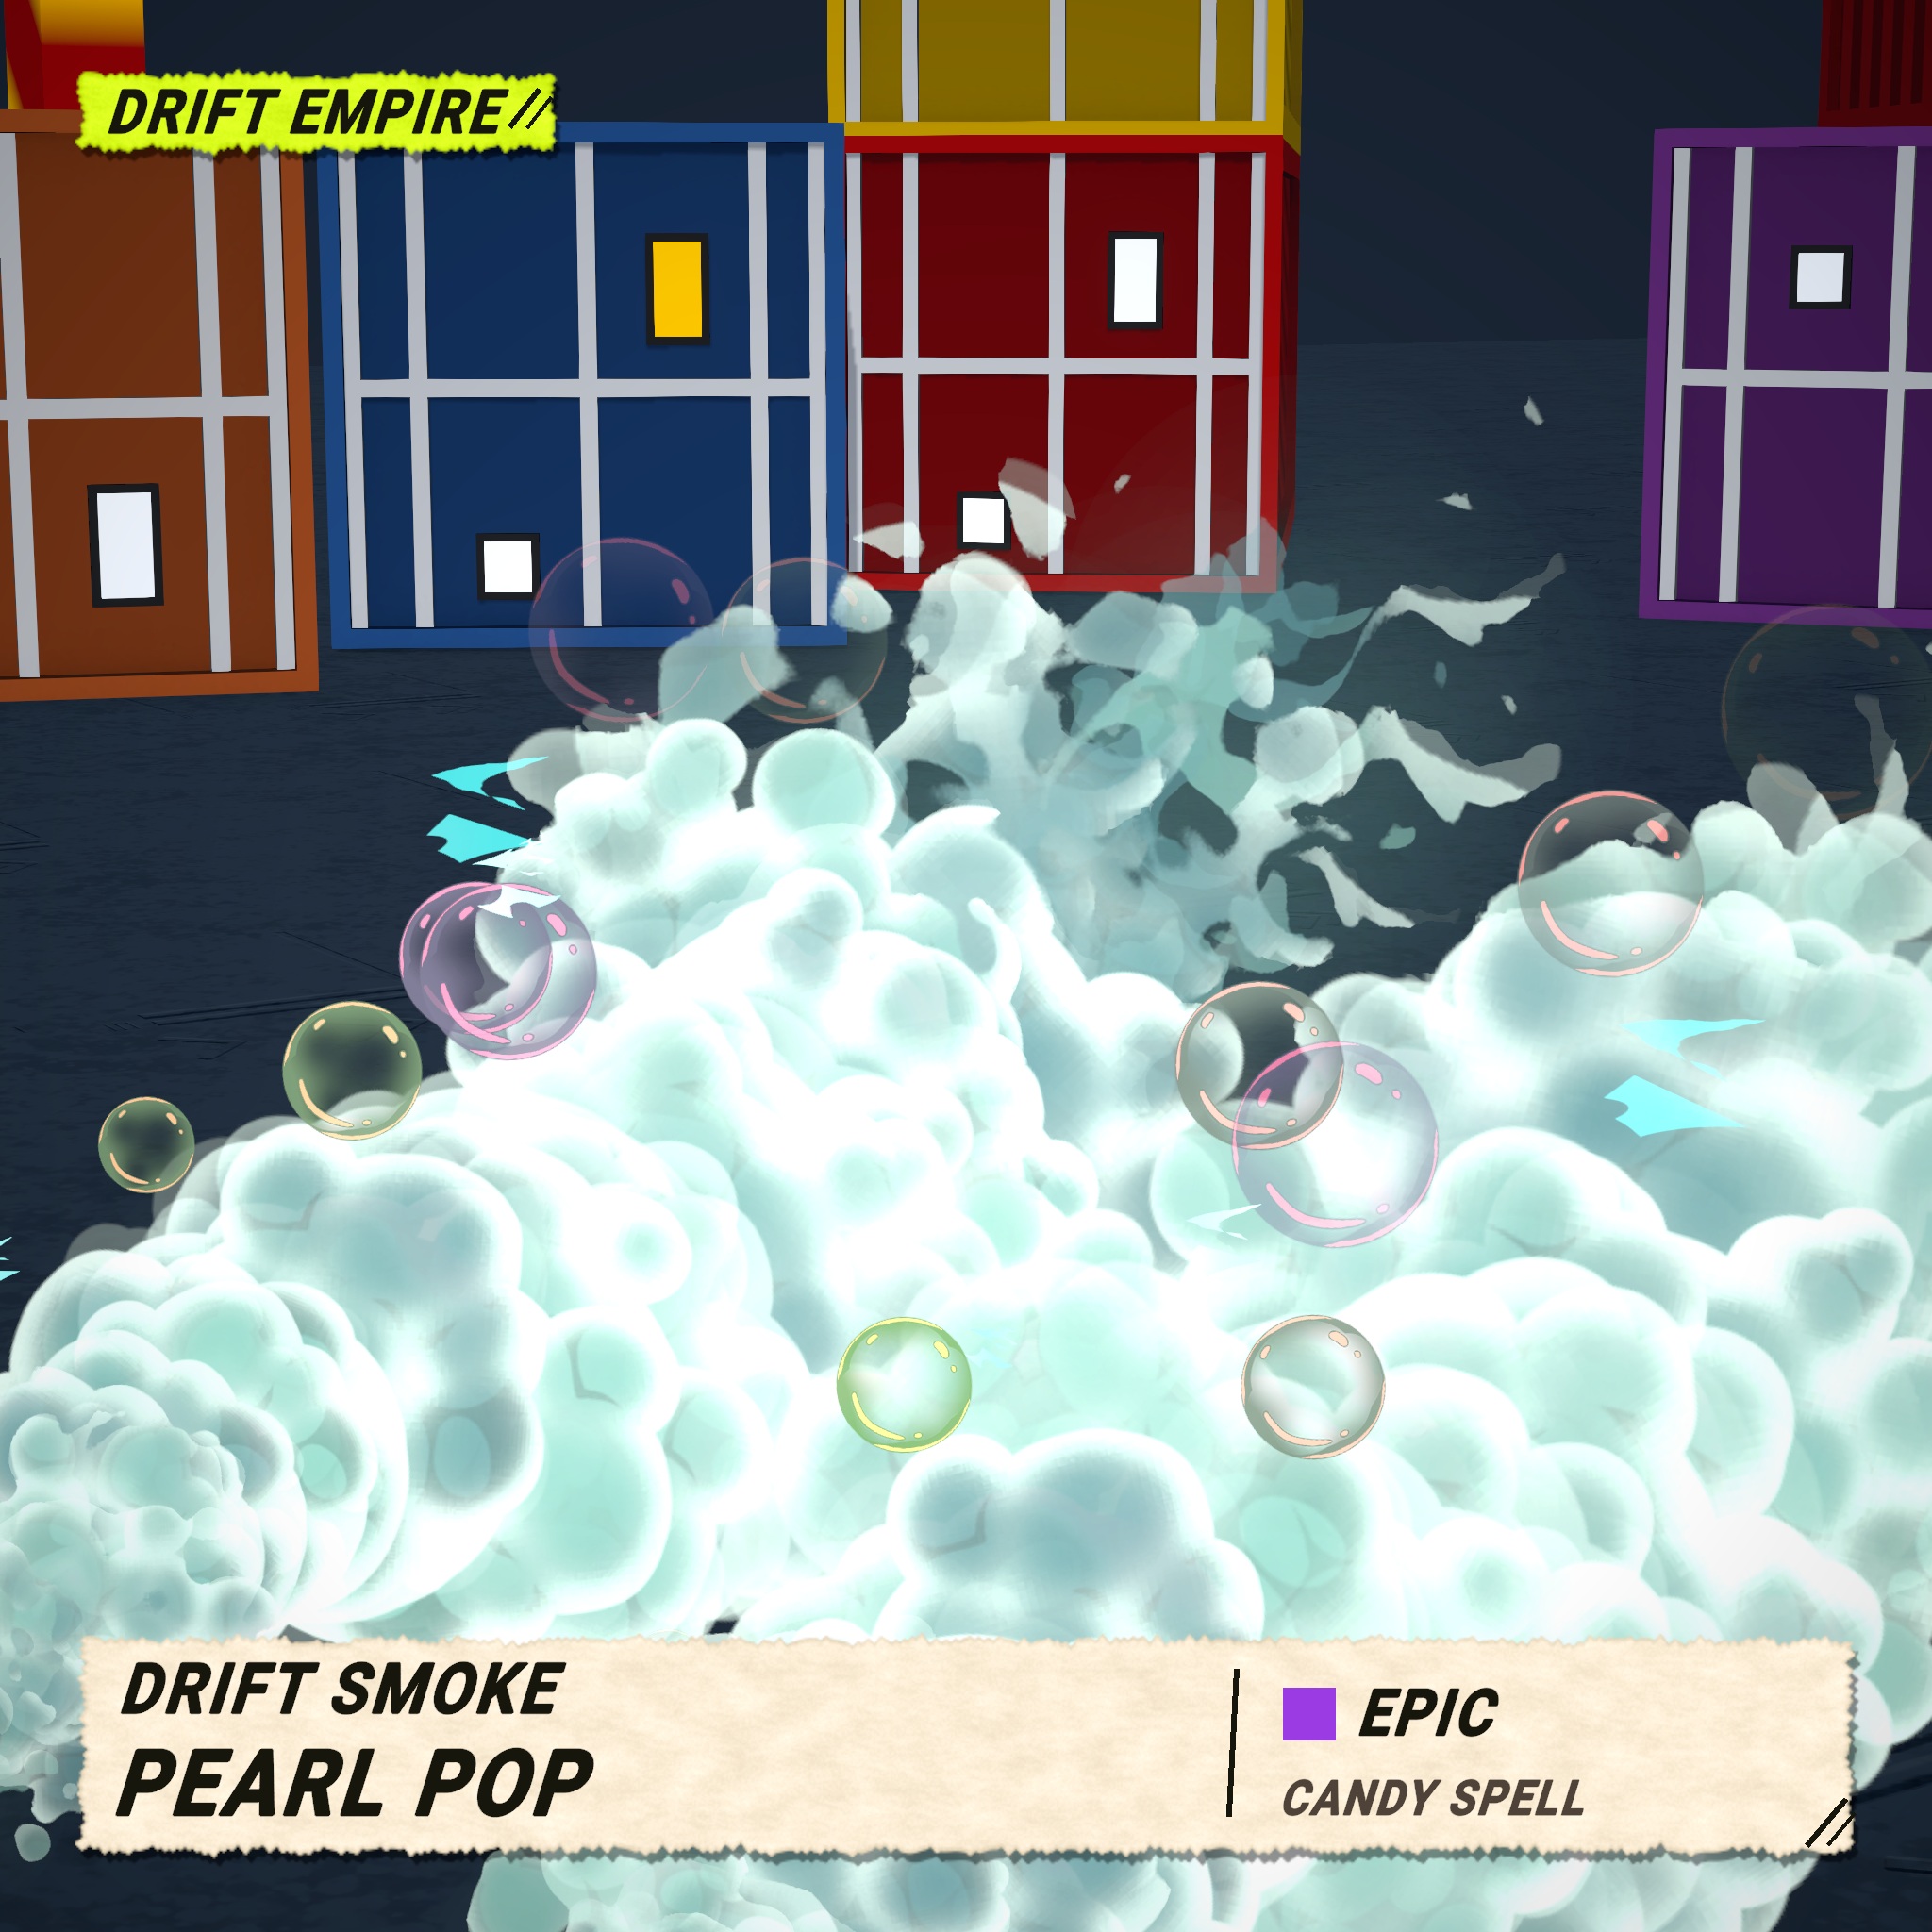 DRIFT EMPIRE//
DRIFT SMOKE
PEARL POP
EPIC
CANDY SPELL